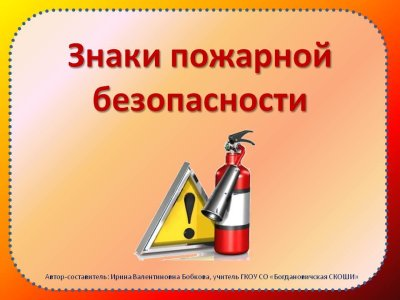 Знаки пожарной
безопасности
Автор-составитель: Ирина Валентиновна Бобкова, учитель ГКОУ СО «Богдановичская СКОШИ»